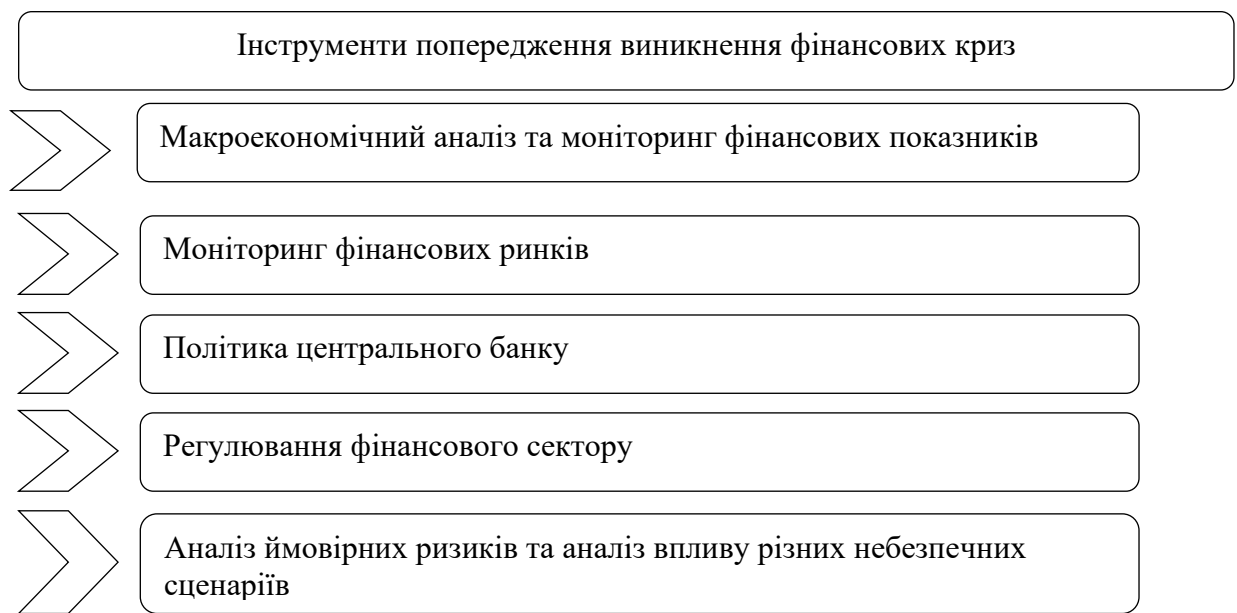 Інструменти попередження виникнення фінансових криз
Макроекономічний аналіз та моніторинг фінансових показників
Моніторинг фінансових ринків
Політика центрального банку
Регулювання фінансового сектору
Аналіз ймовірних ризиків та аналіз впливу різних небезпечних
сценаріїв